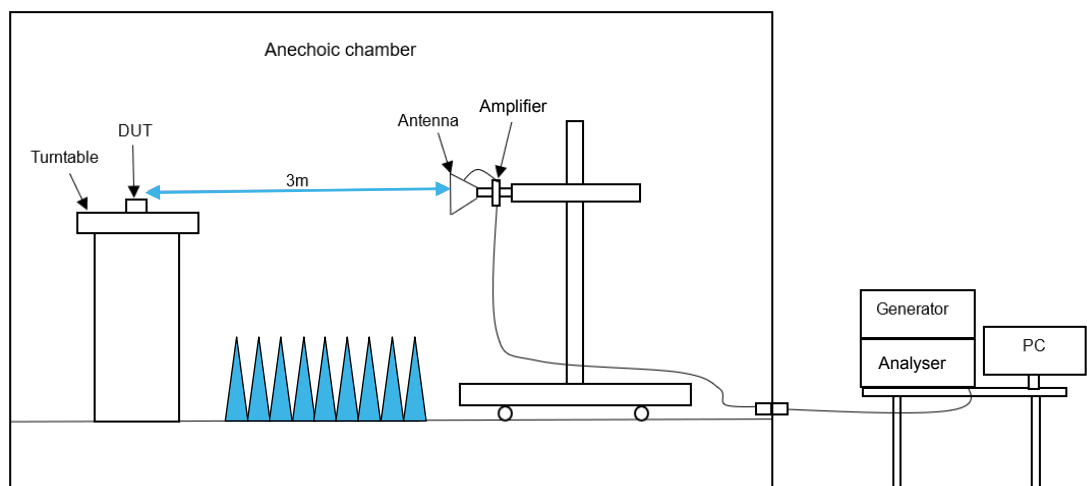 Anechoic chamber
Amplifier
Antenna
DUT
Turntable
3m
Generator
Analyser
PC